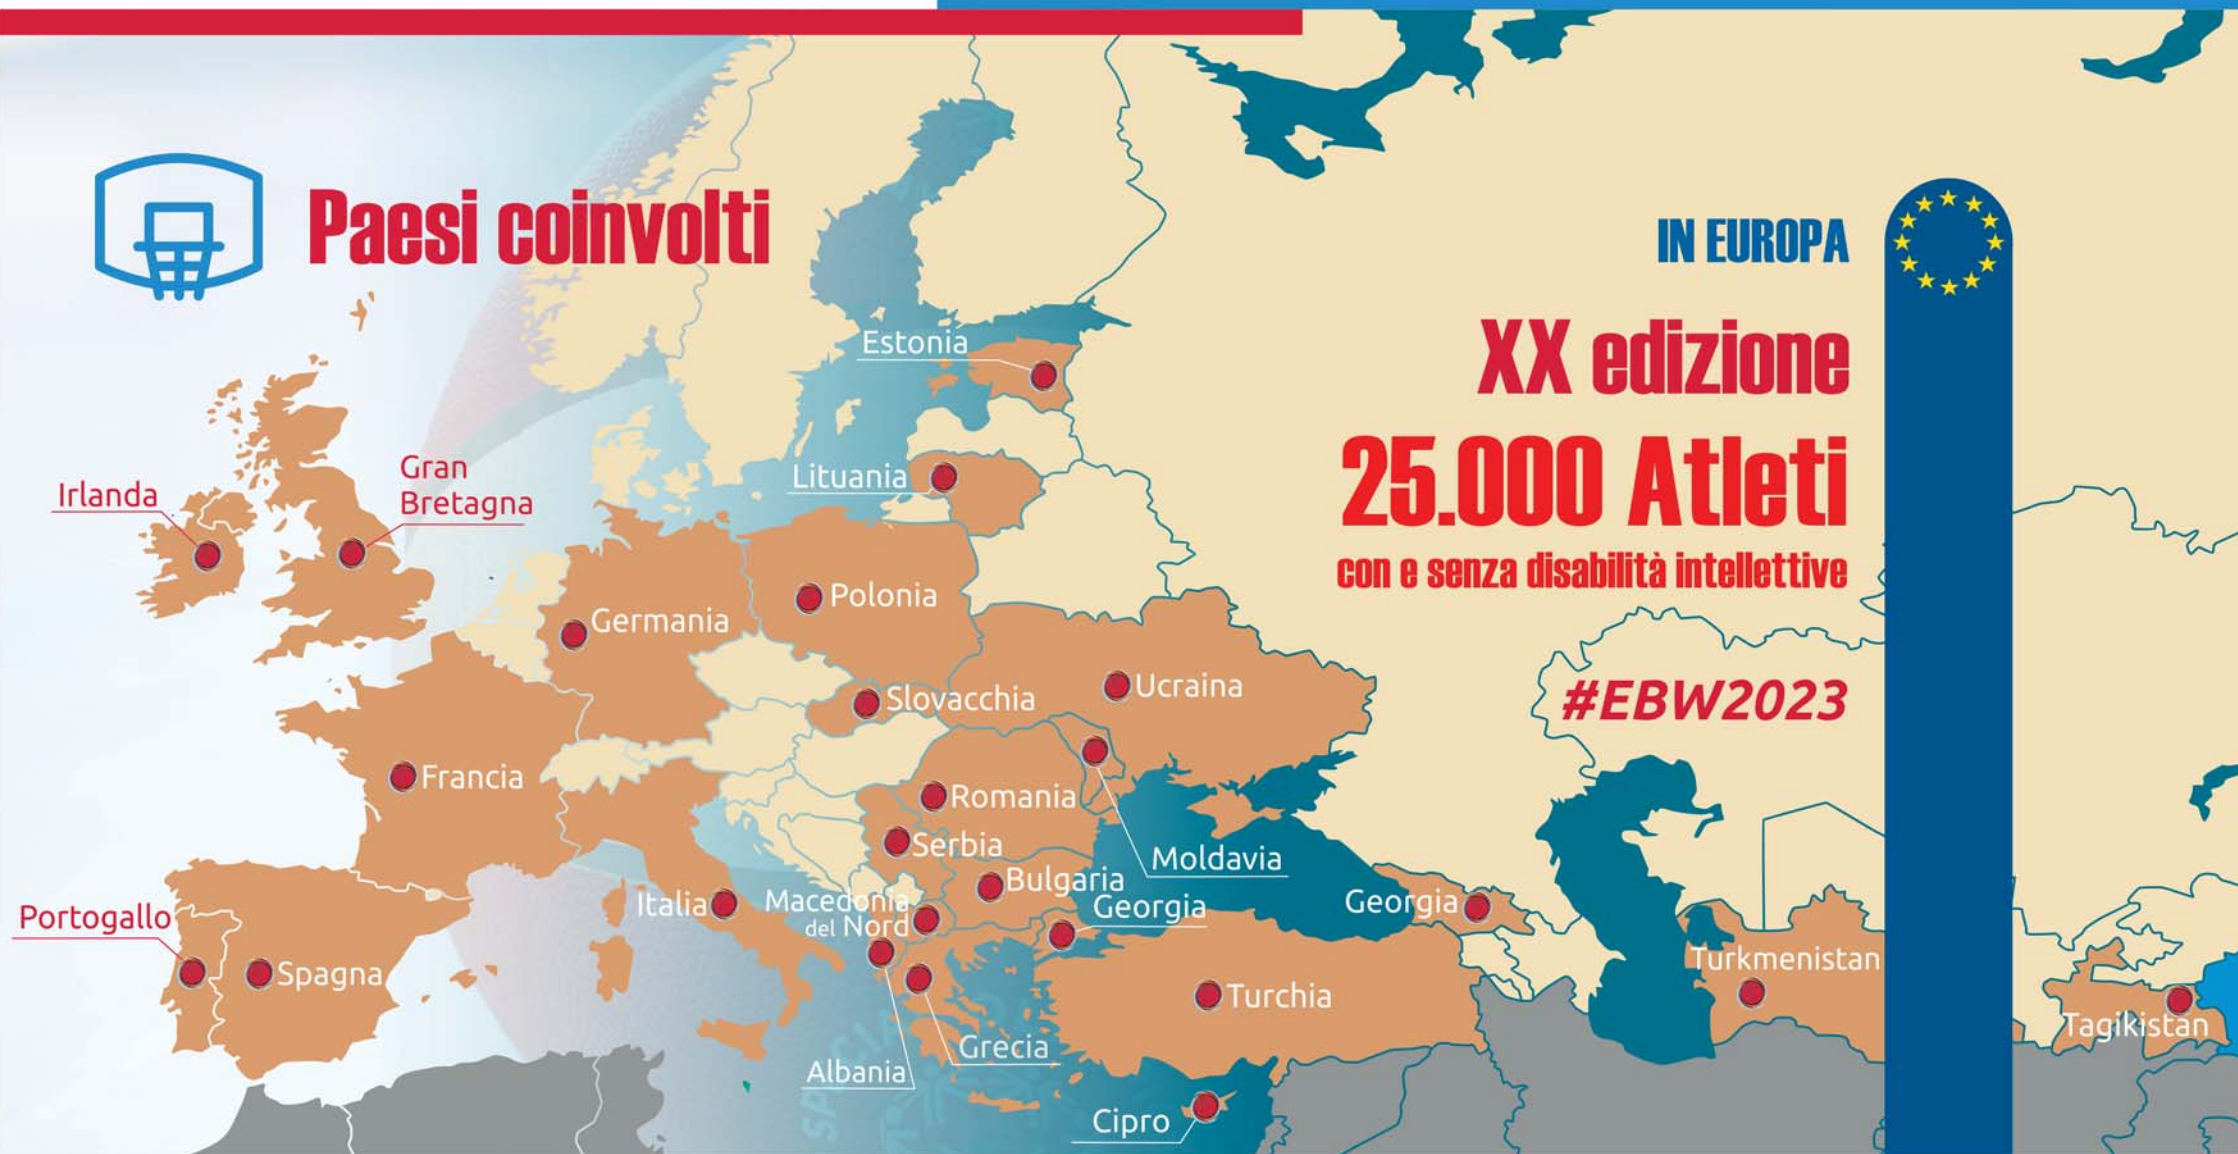 Paesi coinvolti
IN EUROPA
XX edizione
25.000 Atleti
con e senza disabilità intellettive
#EBW2023
Estonia
Lituania
Gran
Bretagna
Irlanda
Polonia
Germania
Slovacchia
Ucraina
Francia
Romania
Serbia
Moldavia
Bulgaria
Italia
Macedonia
del Nord
Georgia
Georgia
Portogallo
Spagna
Turkmenistan
Turchia
Tagikistan
Grecia
Albania
Cipro